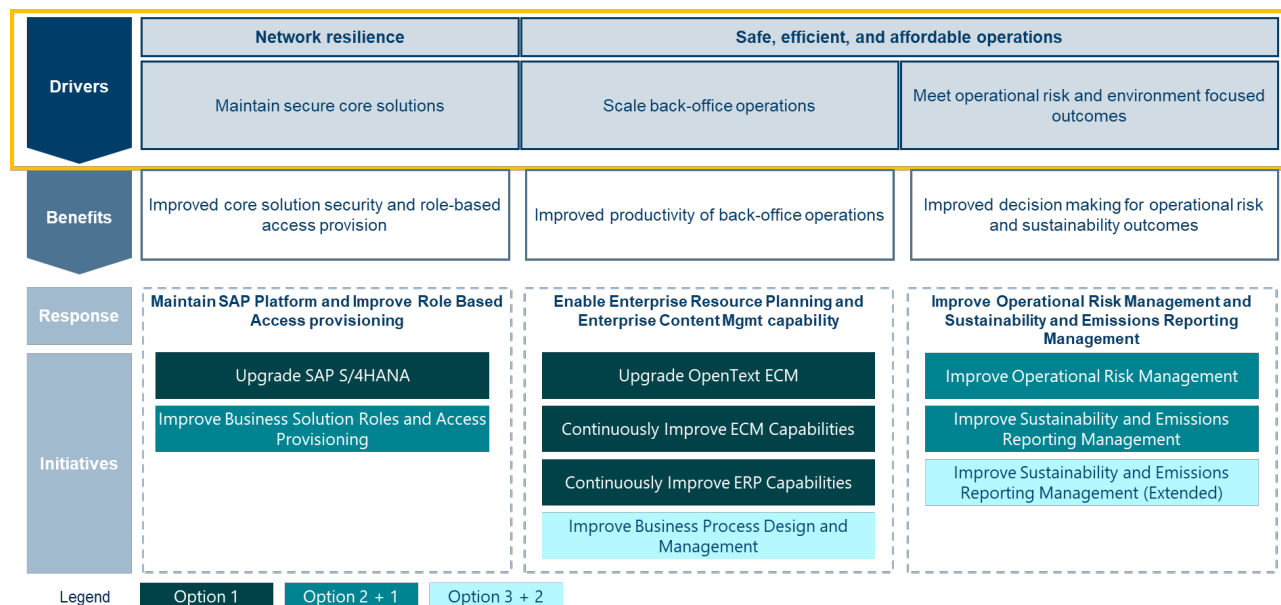 Drivers
Network resilience
Safe, efficient, and affordable operations
Maintain secure core solutions
Scale back-office operations
Meet operational risk and environment focused
outcomes
Benefits
Improved core solution security and role-based
access provision
Improved productivity of back-office operations
Improved decision making for operational risk
and sustainability outcomes
Response
Maintain SAP Platform and Improve Role Based
Access provisioning
Enable Enterprise Resource Planning and
Enterprise Content Mgmt capability
Improve Operational Risk Management and
Sustainability and Emissions Reporting
Management
Initiatives
Upgrade SAP S/4HANA
Improve Business Solution Roles and Access
Provisioning
Upgrade OpenText ECM
Continuously Improve ECM Capabilities
Continuously Improve ERP Capabilities
Improve Business Process Design and
Management
Improve Operational Risk Management
Improve Sustainability and Emissions
Reporting Management
Improve Sustainability and Emissions
Reporting Management (Extended)
Legend
Option 1
Option 2 + 1
Option 3 + 2